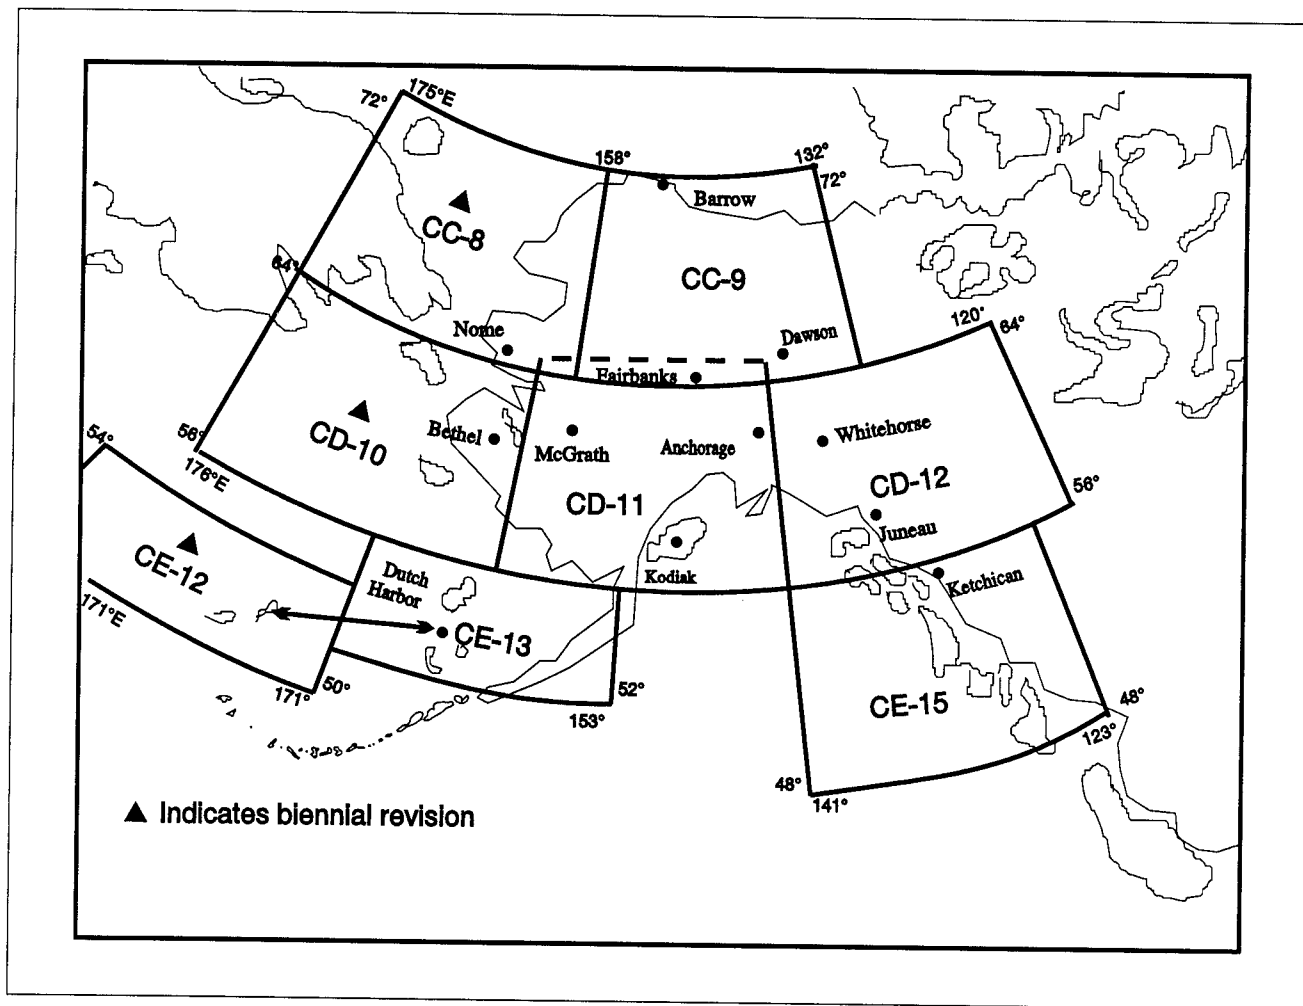 175°E
72°
158°
132°
72°
Barrow
CC-8
CC-9
64°
Nome
Dawson
120°
64°
Fairbanks
56°
176°E
CD-10
Bethel
McGrath
Anchorage
Whitehorse
CD-11
CD-12
56°
54°
Juneau
Kodiak
Ketchican
CE-12
Dutch
Harbor
171°E
CE-13
171°
50°
52°
153°
CE-15
48°
123°
48°
141°
Indicates biennial revision